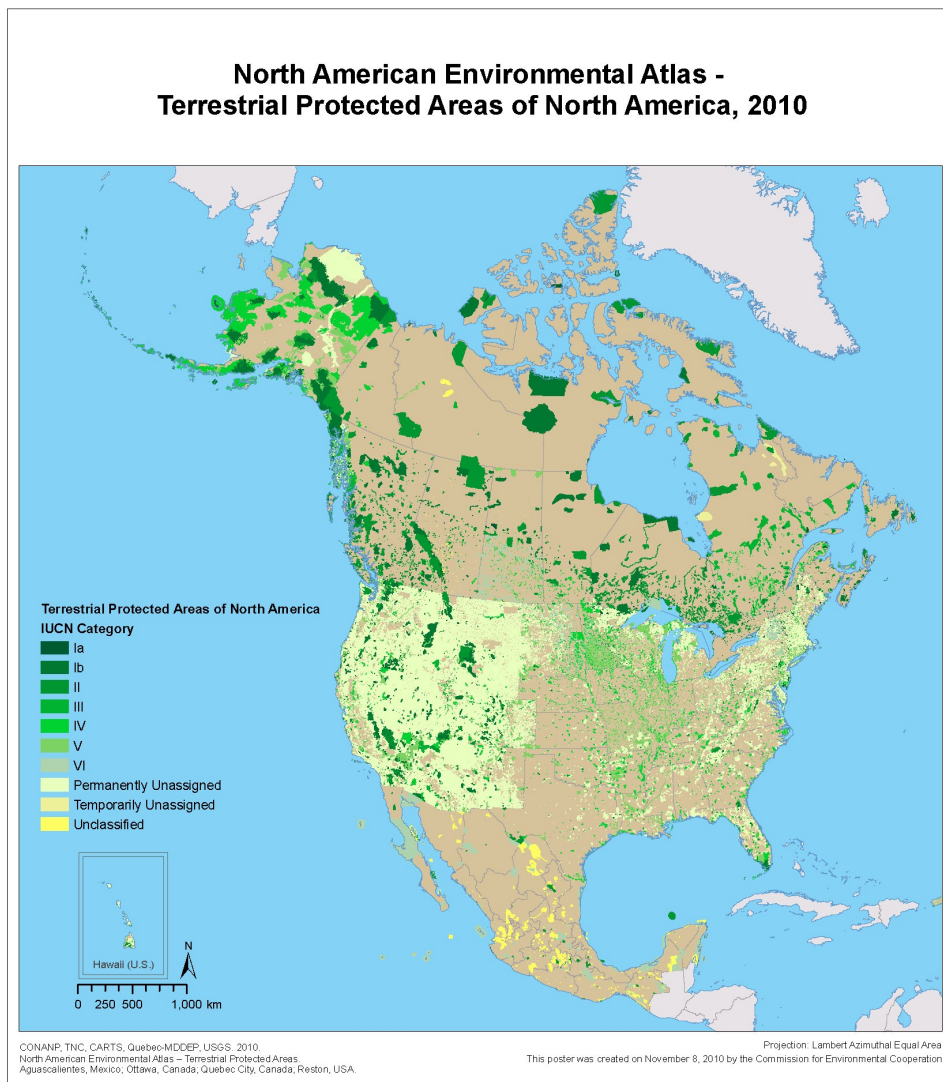 North American Environmental Atlas -
Terrestrial Protected Areas of North America, 2010
Terrestrial Protected Areas of North America
IUCN Category
Ia
Ib
II
III
IV
V
VI
Permanently Unassigned
Temporarily Unassigned
Unclassified
Hawaii (U.S.)
N
0 250 500 1,000 km
CONANP, TNC, CARTS, Quebec-MDDEP, USGS. 2010.
North American Environmental Atlas – Terrestrial Protected Areas.
Aguascalientes, Mexico; Ottawa, Canada; Quebec City, Canada; Reston, USA.
Projection: Lambert Azimuthal Equal Area
This poster was created on November 8, 2010 by the Commission for Environmental Cooperation